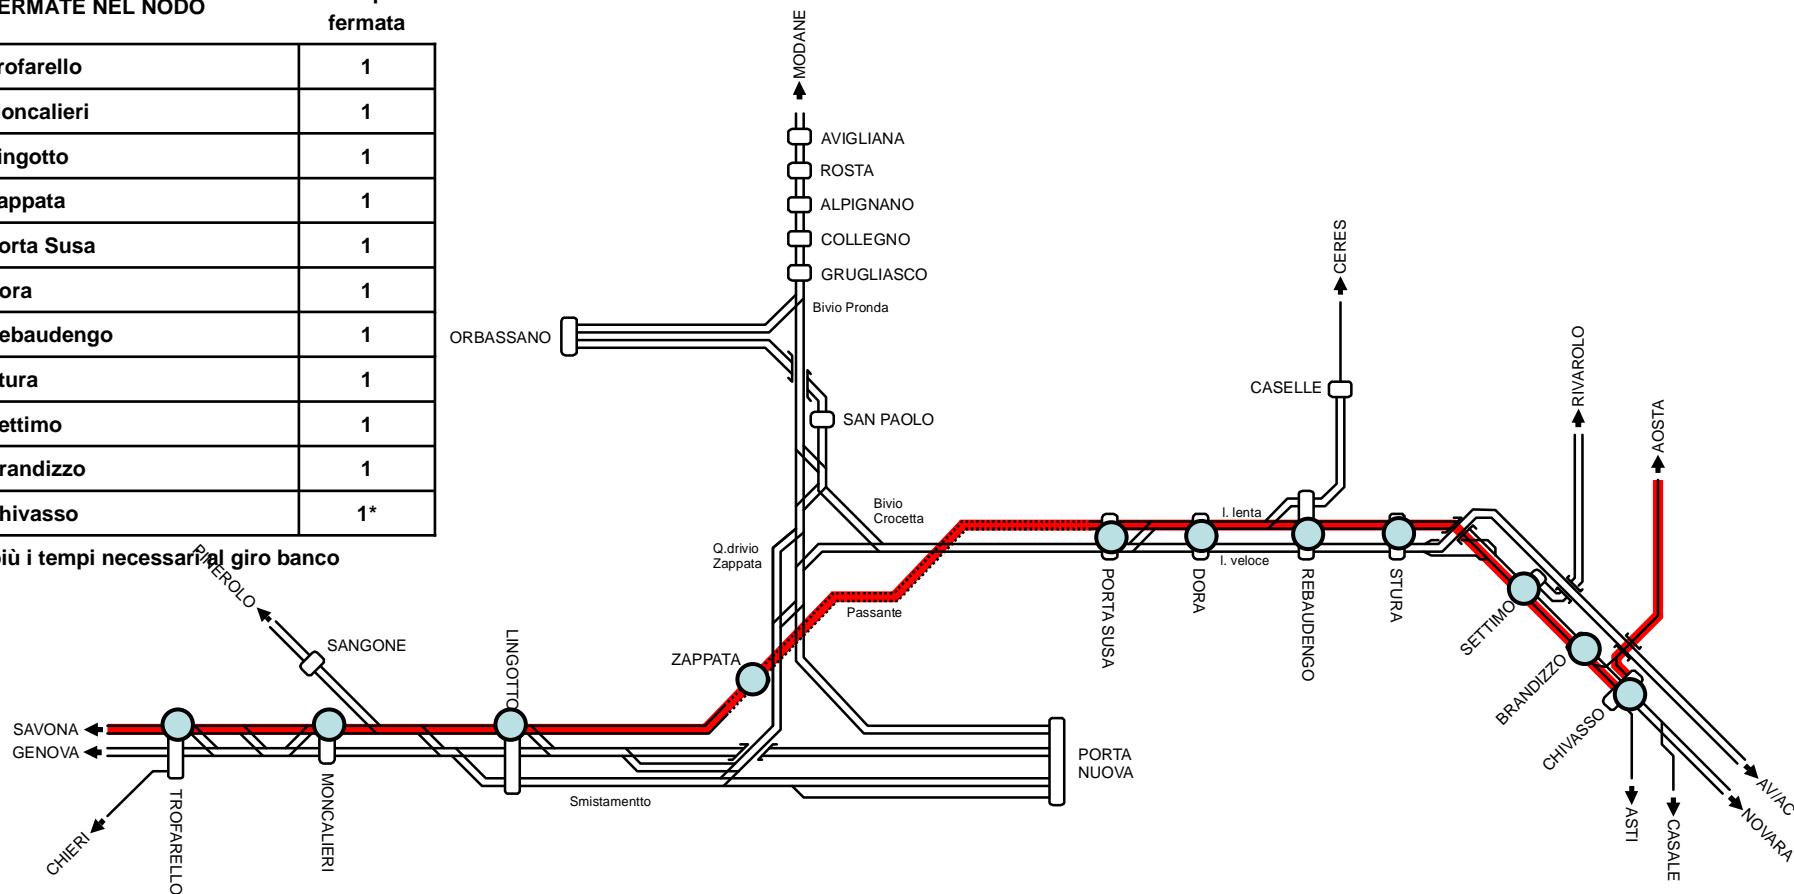 ERMATE NEL NODO
fermata
rofarello 1
oncalieri 1
ingotto 1
appata 1
orta Susa 1
ora 1
ebaudengo 1
tura 1
ettimo 1
randizzo 1
hivasso 1*
più i tempi necessari al giro banco
MODANE
AVIGLIANA
ROSTA
ALPIGNANO
COLLEGNO
GRUGLIASCO
Bivio Pronda
ORBASSANO
SAN PAOLO
Bivio
Crocetta
Q.drivio
Zappata
Passante
CERES
CASELLE
RIVAROLO
AOSTA
l. lenta
l. veloce
PORTA SUSA
DORA
REBAUDENGO
STURA
SETTIMO
BRANDIZZO
CHIVASSO
PINEROLO
SANGONE
LINGOTTO
ZAPPATA
SAVONA
GENOVA
CHIERI
TROFARELLO
MONCALIERI
Smistamentto
PORTA
NUOVA
ASTI
CASALE
NOVARA
AV/AC